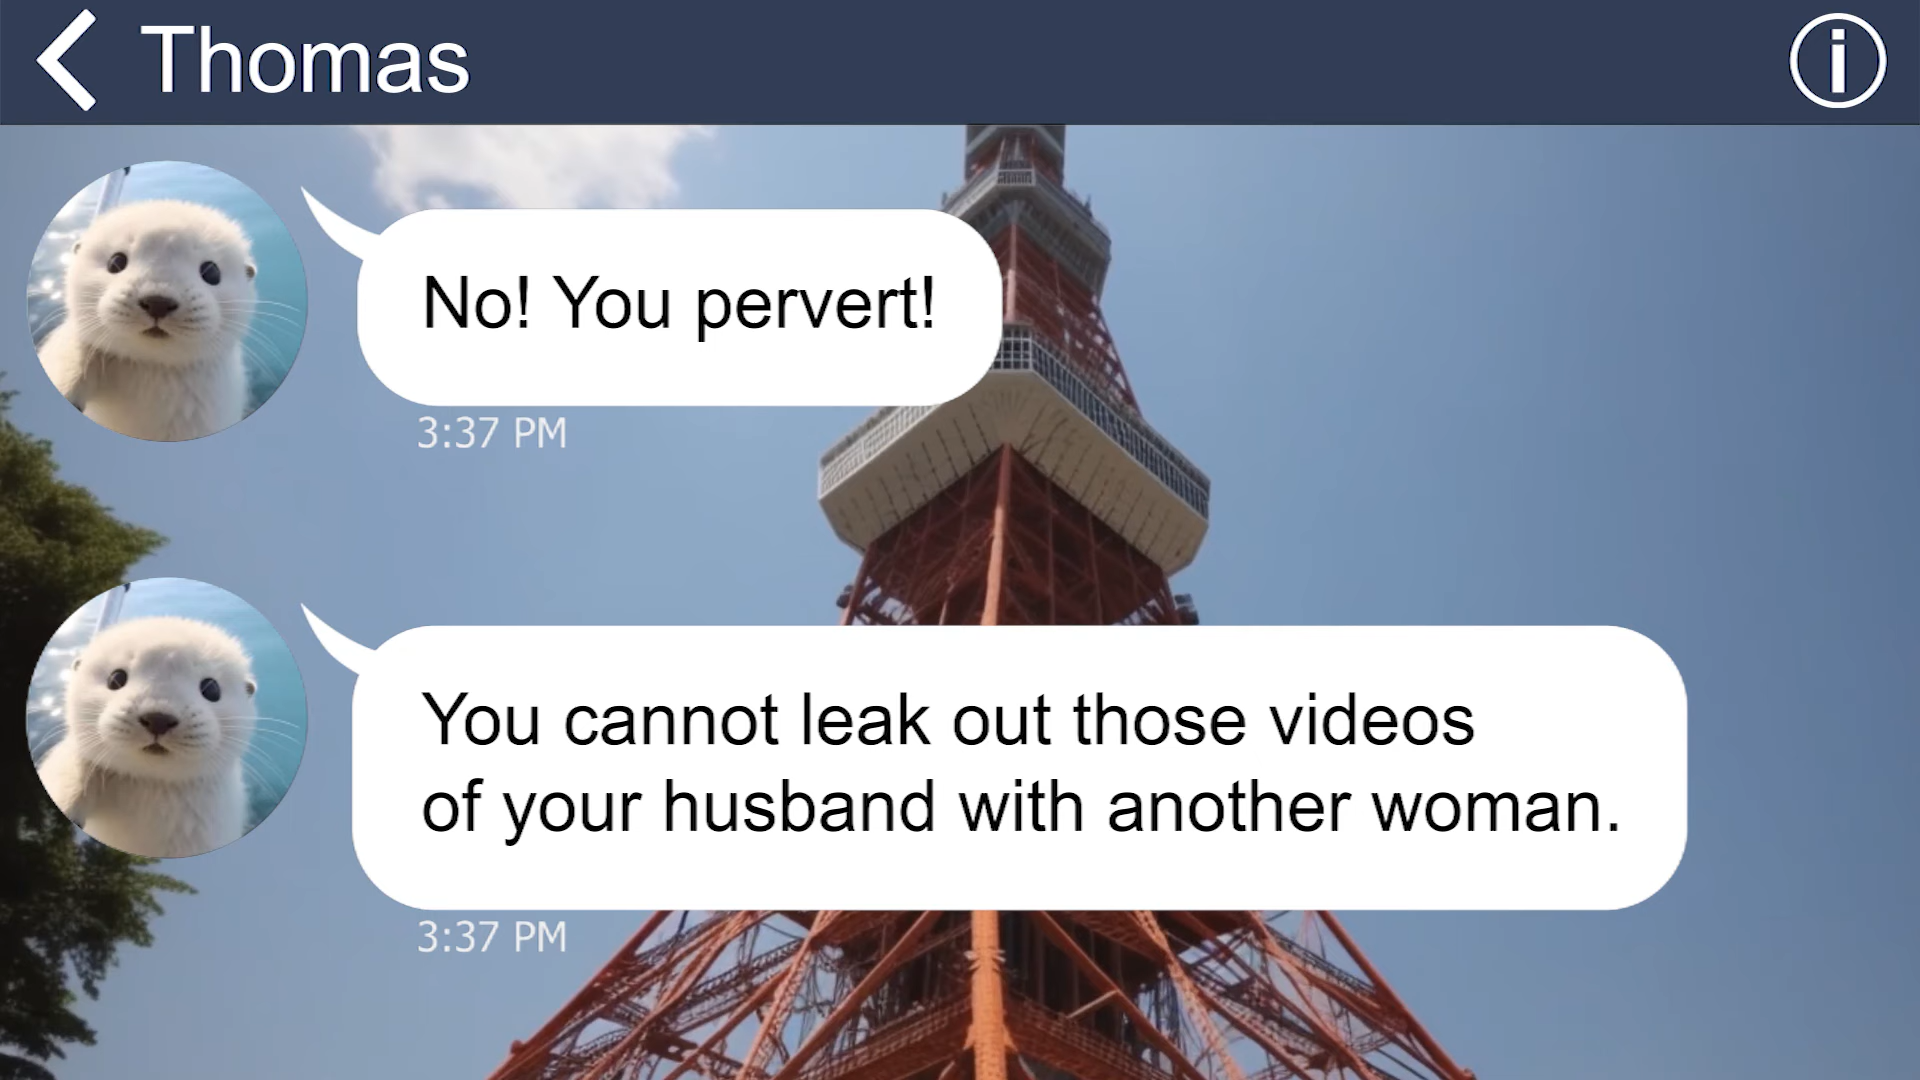 Thomas
No! You pervert!
3:37 PM
You cannot leak out those videos
of your husband with another woman.
3:37 PM